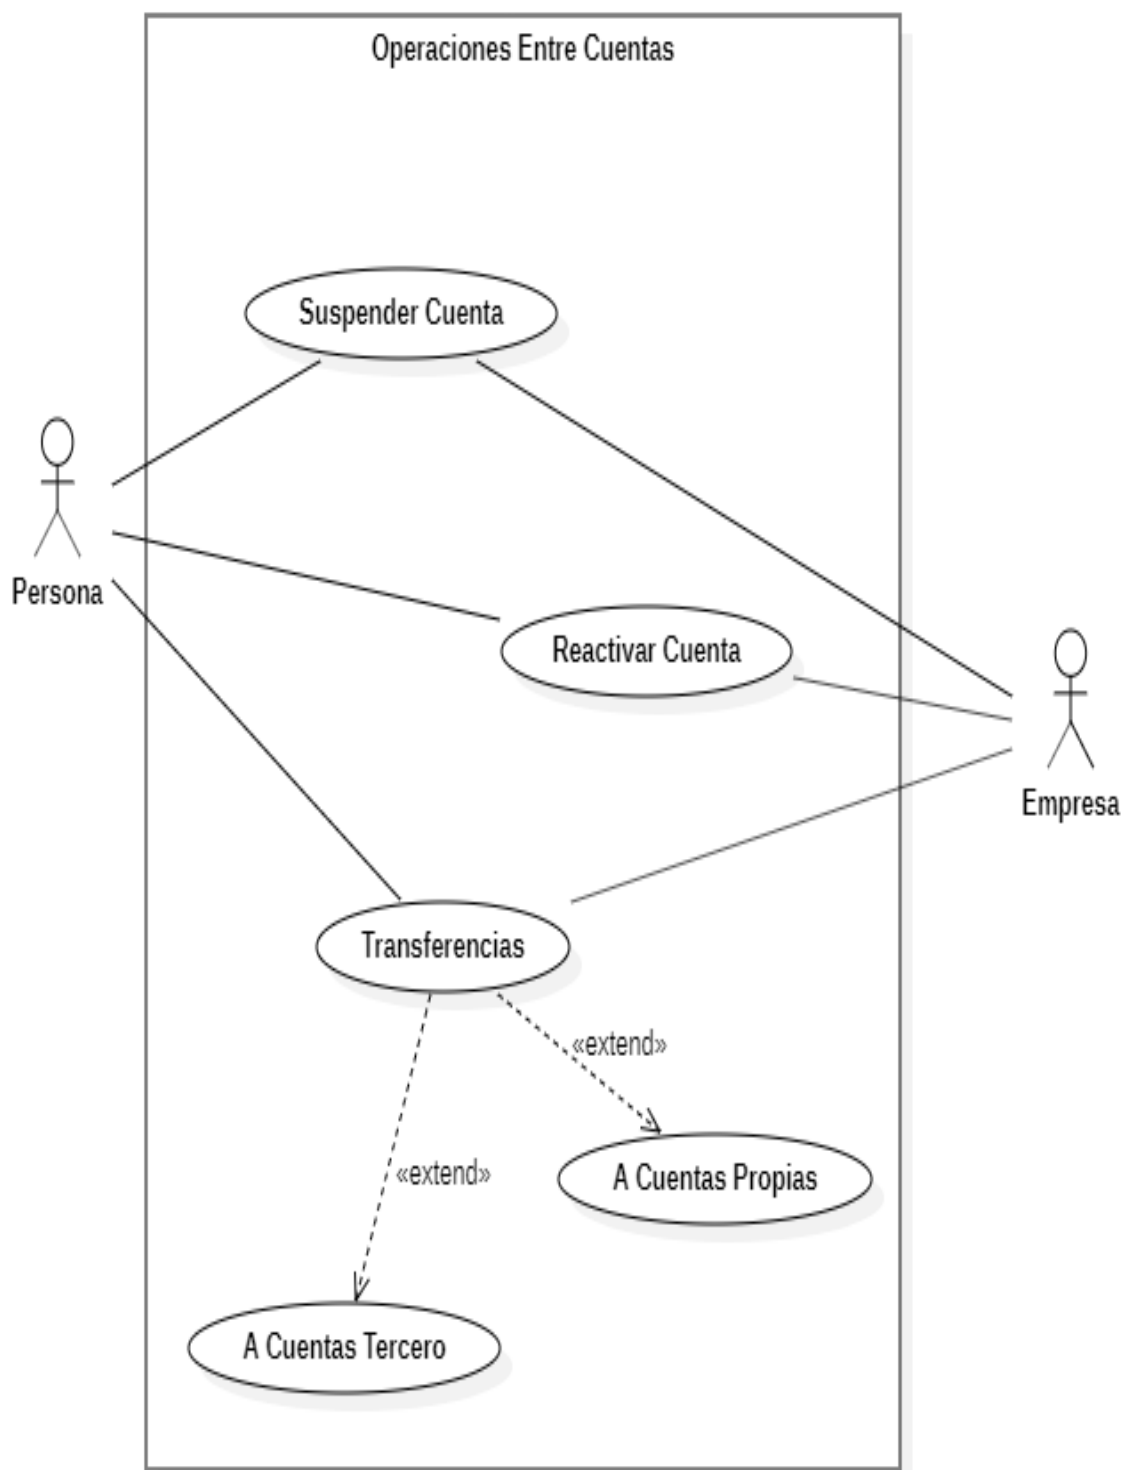 Operaciones Entre Cuentas
Suspender Cuenta
Persona
Reactivar Cuenta
Empresa
Transferencias
«extend»
A Cuentas Propias
«extend»
A Cuentas Tercero